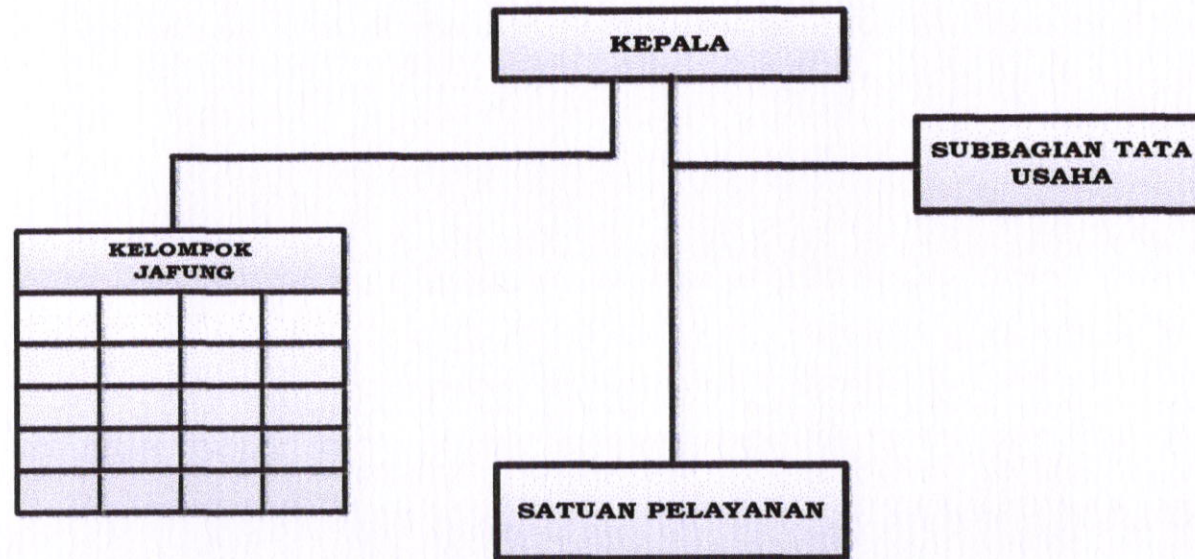 KEPALA
SUBBAGIAN TATA
USAHA
KELOMPOK
JAFUNG
SATUAN PELAYANAN